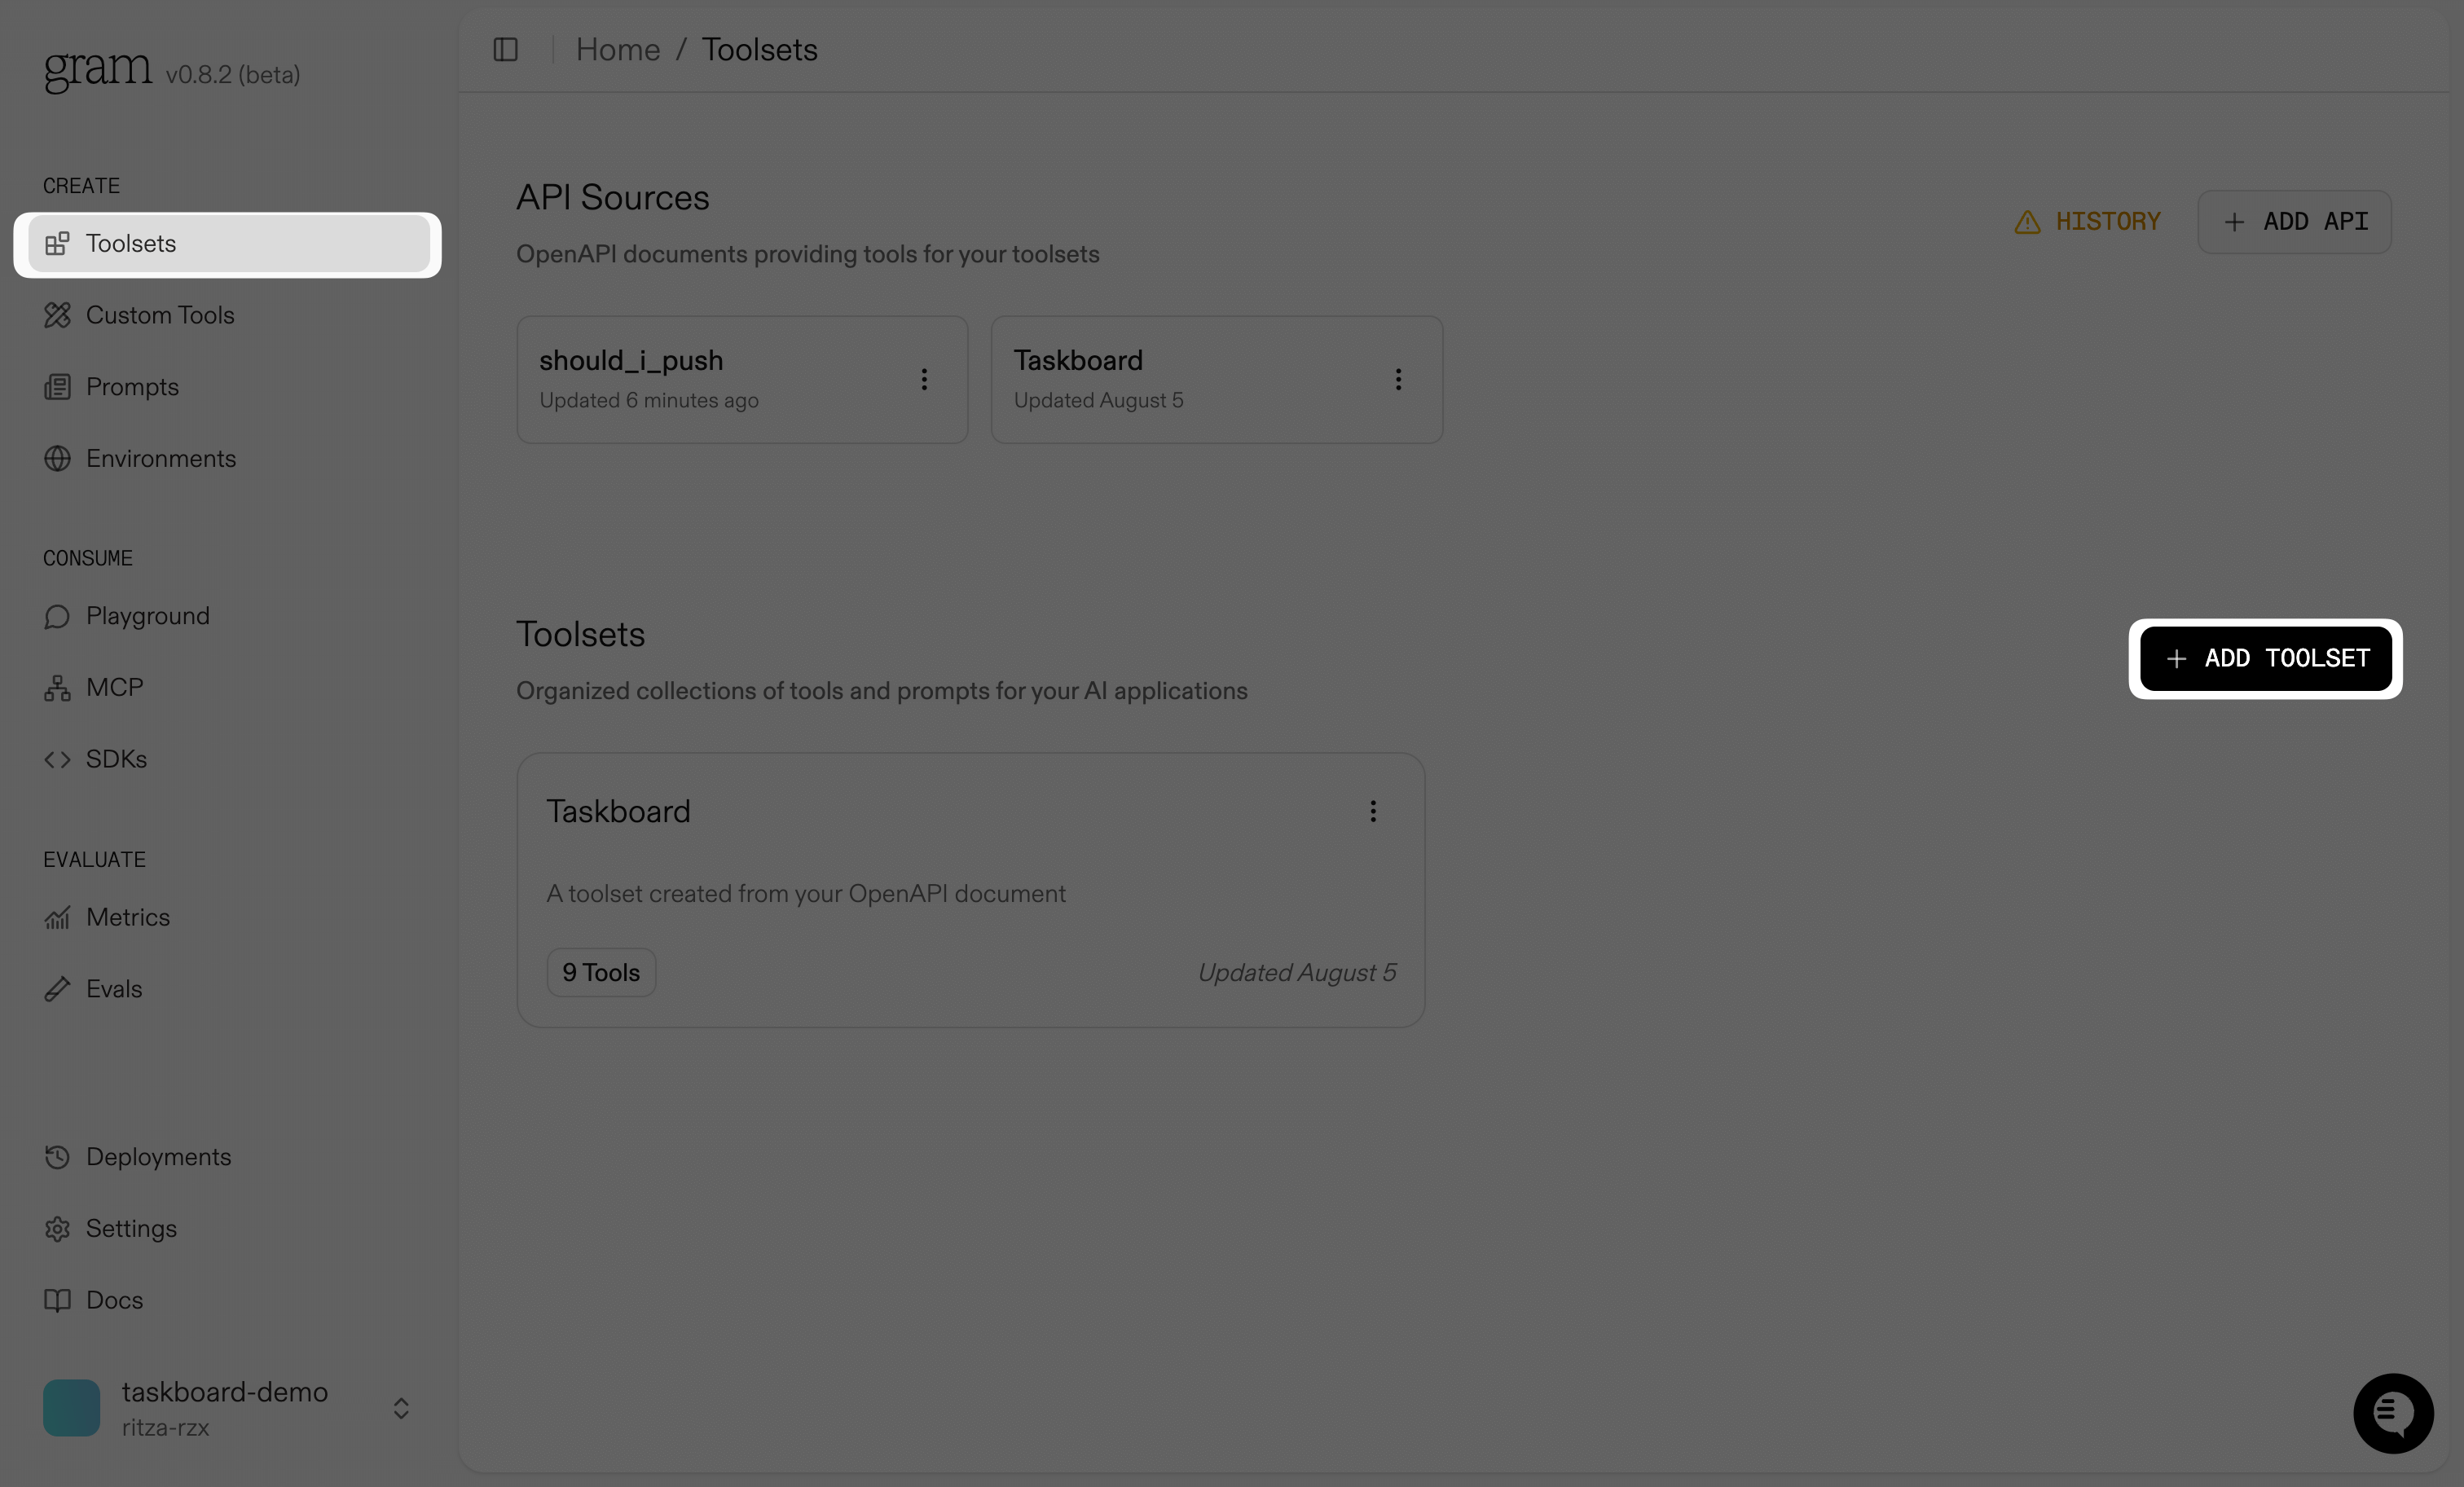 gram v0.8.2 (beta)
CREATE
Toolsets
Custom Tools
Prompts
Environments
CONSUME
Playground
MCP
SDKs
EVALUATE
Metrics
Evals
Deployments
Settings
Docs
taskboard-demo
ritza-rzx
Home / Toolsets
API Sources
OpenAPI documents providing tools for your toolsets
HISTORY
+ ADD API
should_i_push
Updated 6 minutes ago
Taskboard
Updated August 5
Toolsets
Organized collections of tools and prompts for your AI applications
+ ADD TOOLSET
Taskboard
A toolset created from your OpenAPI document
9 Tools
Updated August 5